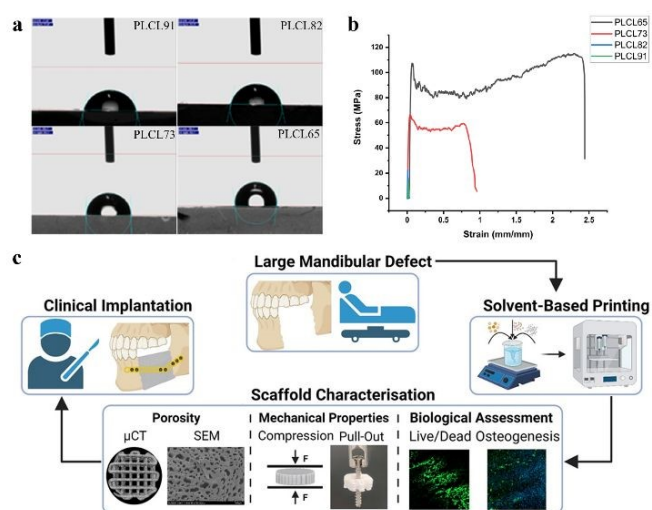 a
PLCL91
PLCL82
PLCL73
PLCL65
b
PLCL65
PLCL73
PLCL82
PLCL91
Stress (MPa)
120
100
80
60
40
20
0
0
0.5
1
1.5
2
2.5
Strain (mm/mm)
c
Large Mandibular Defect
Clinical Implantation
Solvent-Based Printing
Scaffold Characterisation
Porosity
µCT SEM
Mechanical Properties
Compression Pull-Out
F
F
Biological Assessment
Live/Dead Osteogenesis